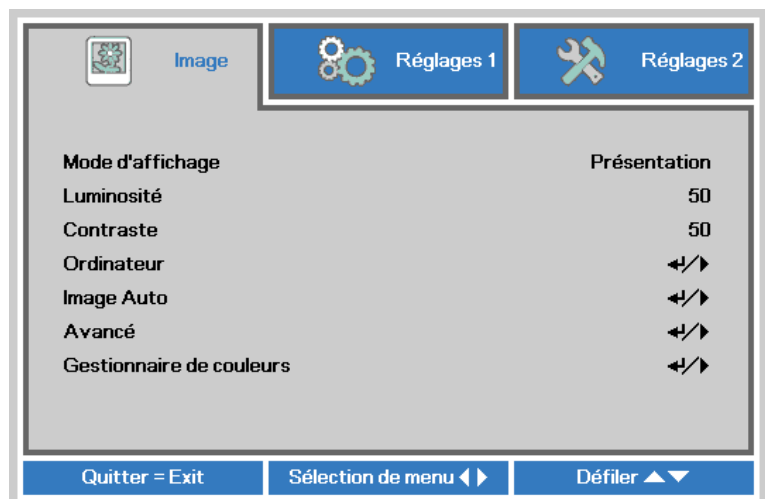 Image
Réglages 1
Réglages 2
Mode d'affichage Présentation
Luminosité 50
Contraste 50
Ordinateur
Image Auto
Avancé
Gestionnaire de couleurs
Quitter = Exit
Sélection de menu
Défiler